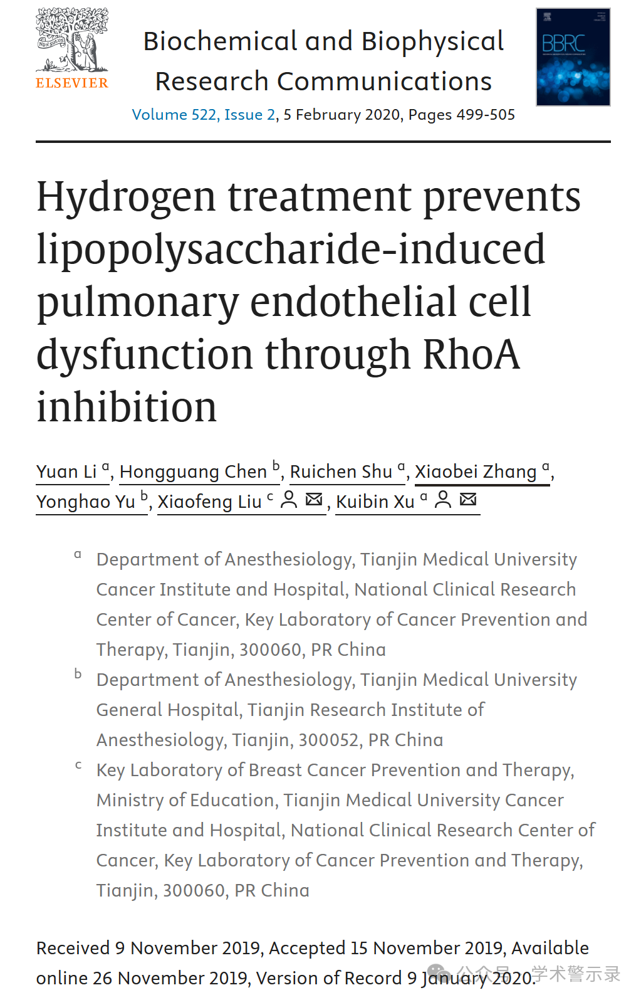 NON SOLUS
ELSEVIER
Biochemical and Biophysical
Research Communications
Volume 522, Issue 2, 5 February 2020, Pages 499-505
BBRC
Hydrogen treatment prevents
lipopolysaccharide-induced
pulmonary endothelial cell
dysfunction through RhoA
inhibition
Yuan Li a, Hongguang Chen b, Ruichen Shu a, Xiaobei Zhang a,
Yonghao Yu b, Xiaofeng Liu c, Kuibin Xu a
a Department of Anesthesiology, Tianjin Medical University
Cancer Institute and Hospital, National Clinical Research
Center of Cancer, Key Laboratory of Cancer Prevention and
Therapy, Tianjin, 300060, PR China
b Department of Anesthesiology, Tianjin Medical University
General Hospital, Tianjin Research Institute of
Anesthesiology, Tianjin, 300052, PR China
c Key Laboratory of Breast Cancer Prevention and Therapy,
Ministry of Education, Tianjin Medical University Cancer
Institute and Hospital, National Clinical Research Center of
Cancer, Key Laboratory of Cancer Prevention and Therapy,
Tianjin, 300060, PR China
Received 9 November 2019, Accepted 15 November 2019, Available
online 26 November 2019, Version of Record 9 January 2020.
公众号 · 学术警示录